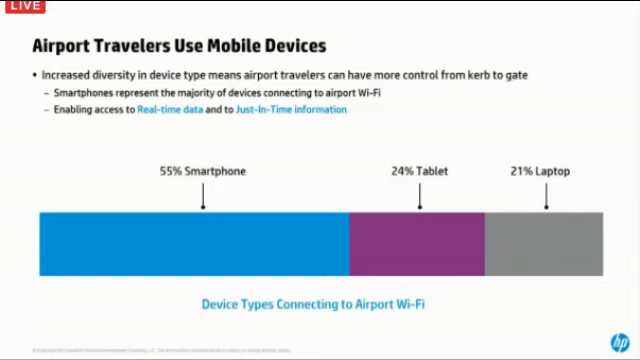 LIVE
Airport Travelers Use Mobile Devices
▪ Increased diversity in device type means airport travelers can have more control from kerb to gate
– Smartphones represent the majority of devices connecting to airport Wi-Fi
– Enabling access to Real-time data and to Just-In-Time information
55% Smartphone 24% Tablet 21% Laptop
Device Types Connecting to Airport Wi-Fi
hp